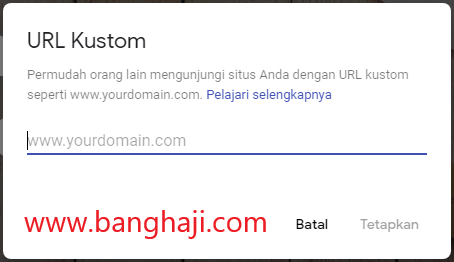 URL Kustom
Permudah orang lain mengunjungi situs Anda dengan URL kustom
seperti www.yourdomain.com. Pelajari selengkapnya
www.yourdomain.com
www.banghaji.com Batal Tetapkan